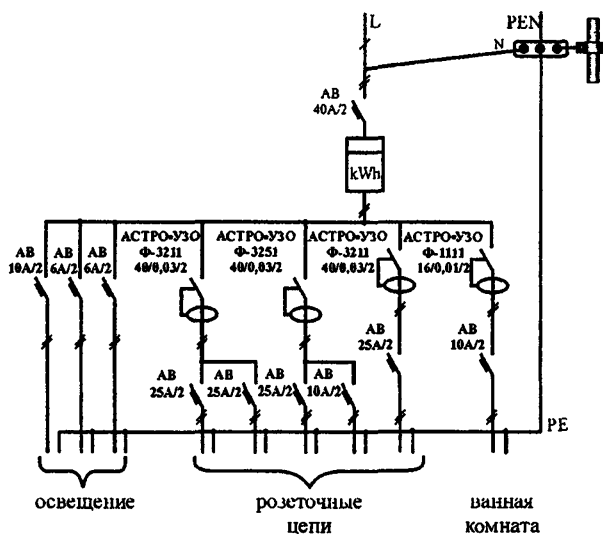 L
PEN
N
АВ
40А/2
kWh
АВ
10А/2
АВ
6А/2
АВ
6А/2
АСТРО*УЗО
Ф-3211
40/0,03/2
АСТРО*УЗО
Ф-3251
40/0,03/2
АСТРО*УЗО
Ф-3211
40/0,03/2
АСТРО*УЗО
Ф-1111
16/0,01/2
АВ
25А/2
АВ
10А/2
АВ
25А/2
АВ
25А/2
АВ
25А/2
АВ
10А/2
PE
освещение
розеточные
цепи
ванная
комната